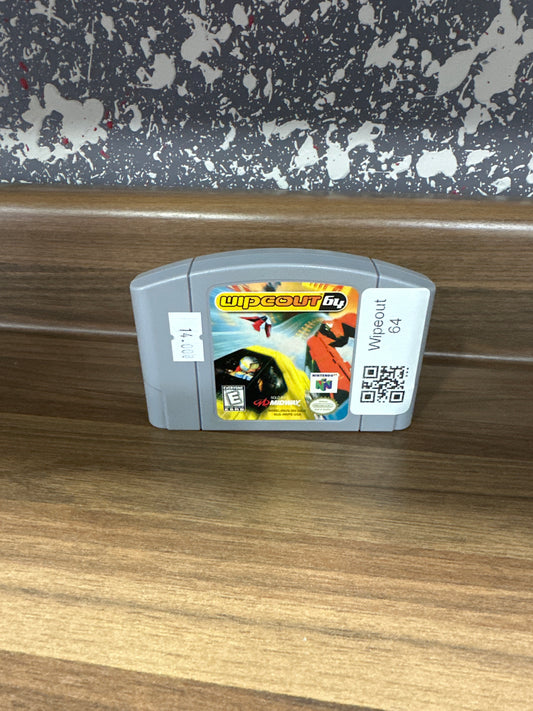 wipeout 64
14.00
Wipeout
64
NINTENDO 64
E
MIDWAY